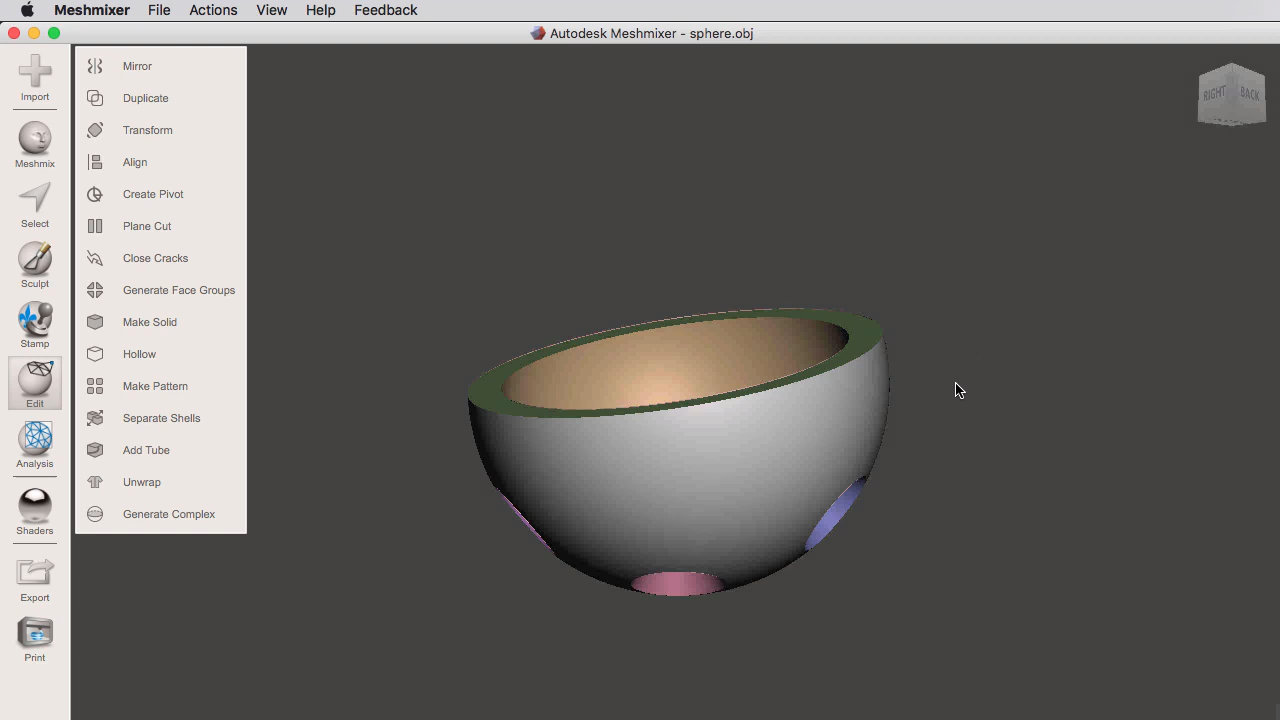 Meshmixer File Actions View Help Feedback
Autodesk Meshmixer - sphere.obj
Import
Meshmix
Select
Sculpt
Stamp
Edit
Analysis
Shaders
Export
Print
Mirror
Duplicate
Transform
Align
Create Pivot
Plane Cut
Close Cracks
Generate Face Groups
Make Solid
Hollow
Make Pattern
Separate Shells
Add Tube
Unwrap
Generate Complex
RIGHT BACK